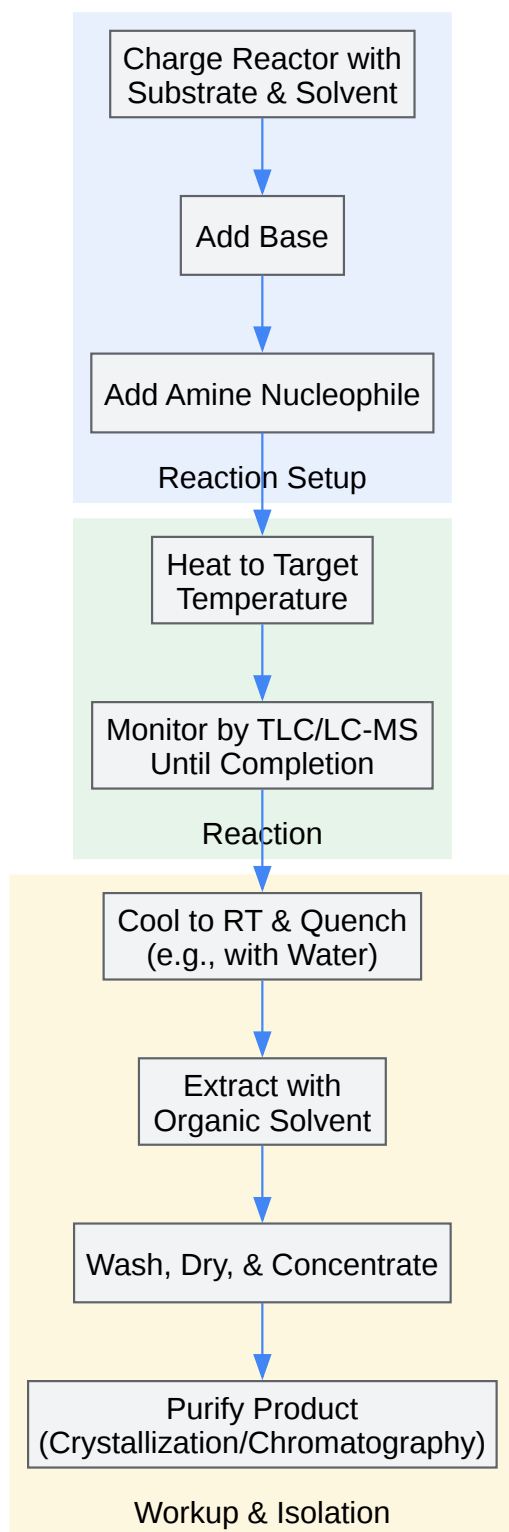 Charge Reactor with
Substrate & Solvent
Add Base
Add Amine Nucleophile
Reaction Setup
Heat to Target
Temperature
Monitor by TLC/LC-MS
Until Completion
Reaction
Cool to RT & Quench
(e.g., with Water)
Extract with
Organic Solvent
Wash, Dry, & Concentrate
Purify Product
(Crystallization/Chromatography)
Workup & Isolation